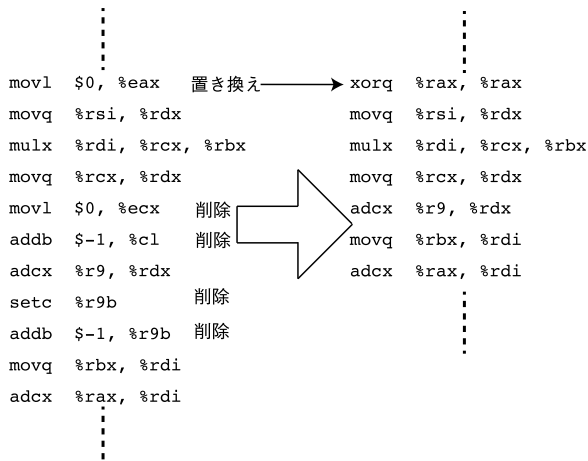 movl $0, %eax 置き換え
movq %rsi, %rdx
mulx %rdi, %rcx, %rbx
movq %rcx, %rdx
movl $0, %ecx 削除
addb $-1, %cl 削除
adcx %r9, %rdx
setc %r9b 削除
addb $-1, %r9b 削除
movq %rbx, %rdi
adcx %rax, %rdi
xorq %rax, %rax
movq %rsi, %rdx
mulx %rdi, %rcx, %rbx
movq %rcx, %rdx
adcx %r9, %rdx
movq %rbx, %rdi
adcx %rax, %rdi